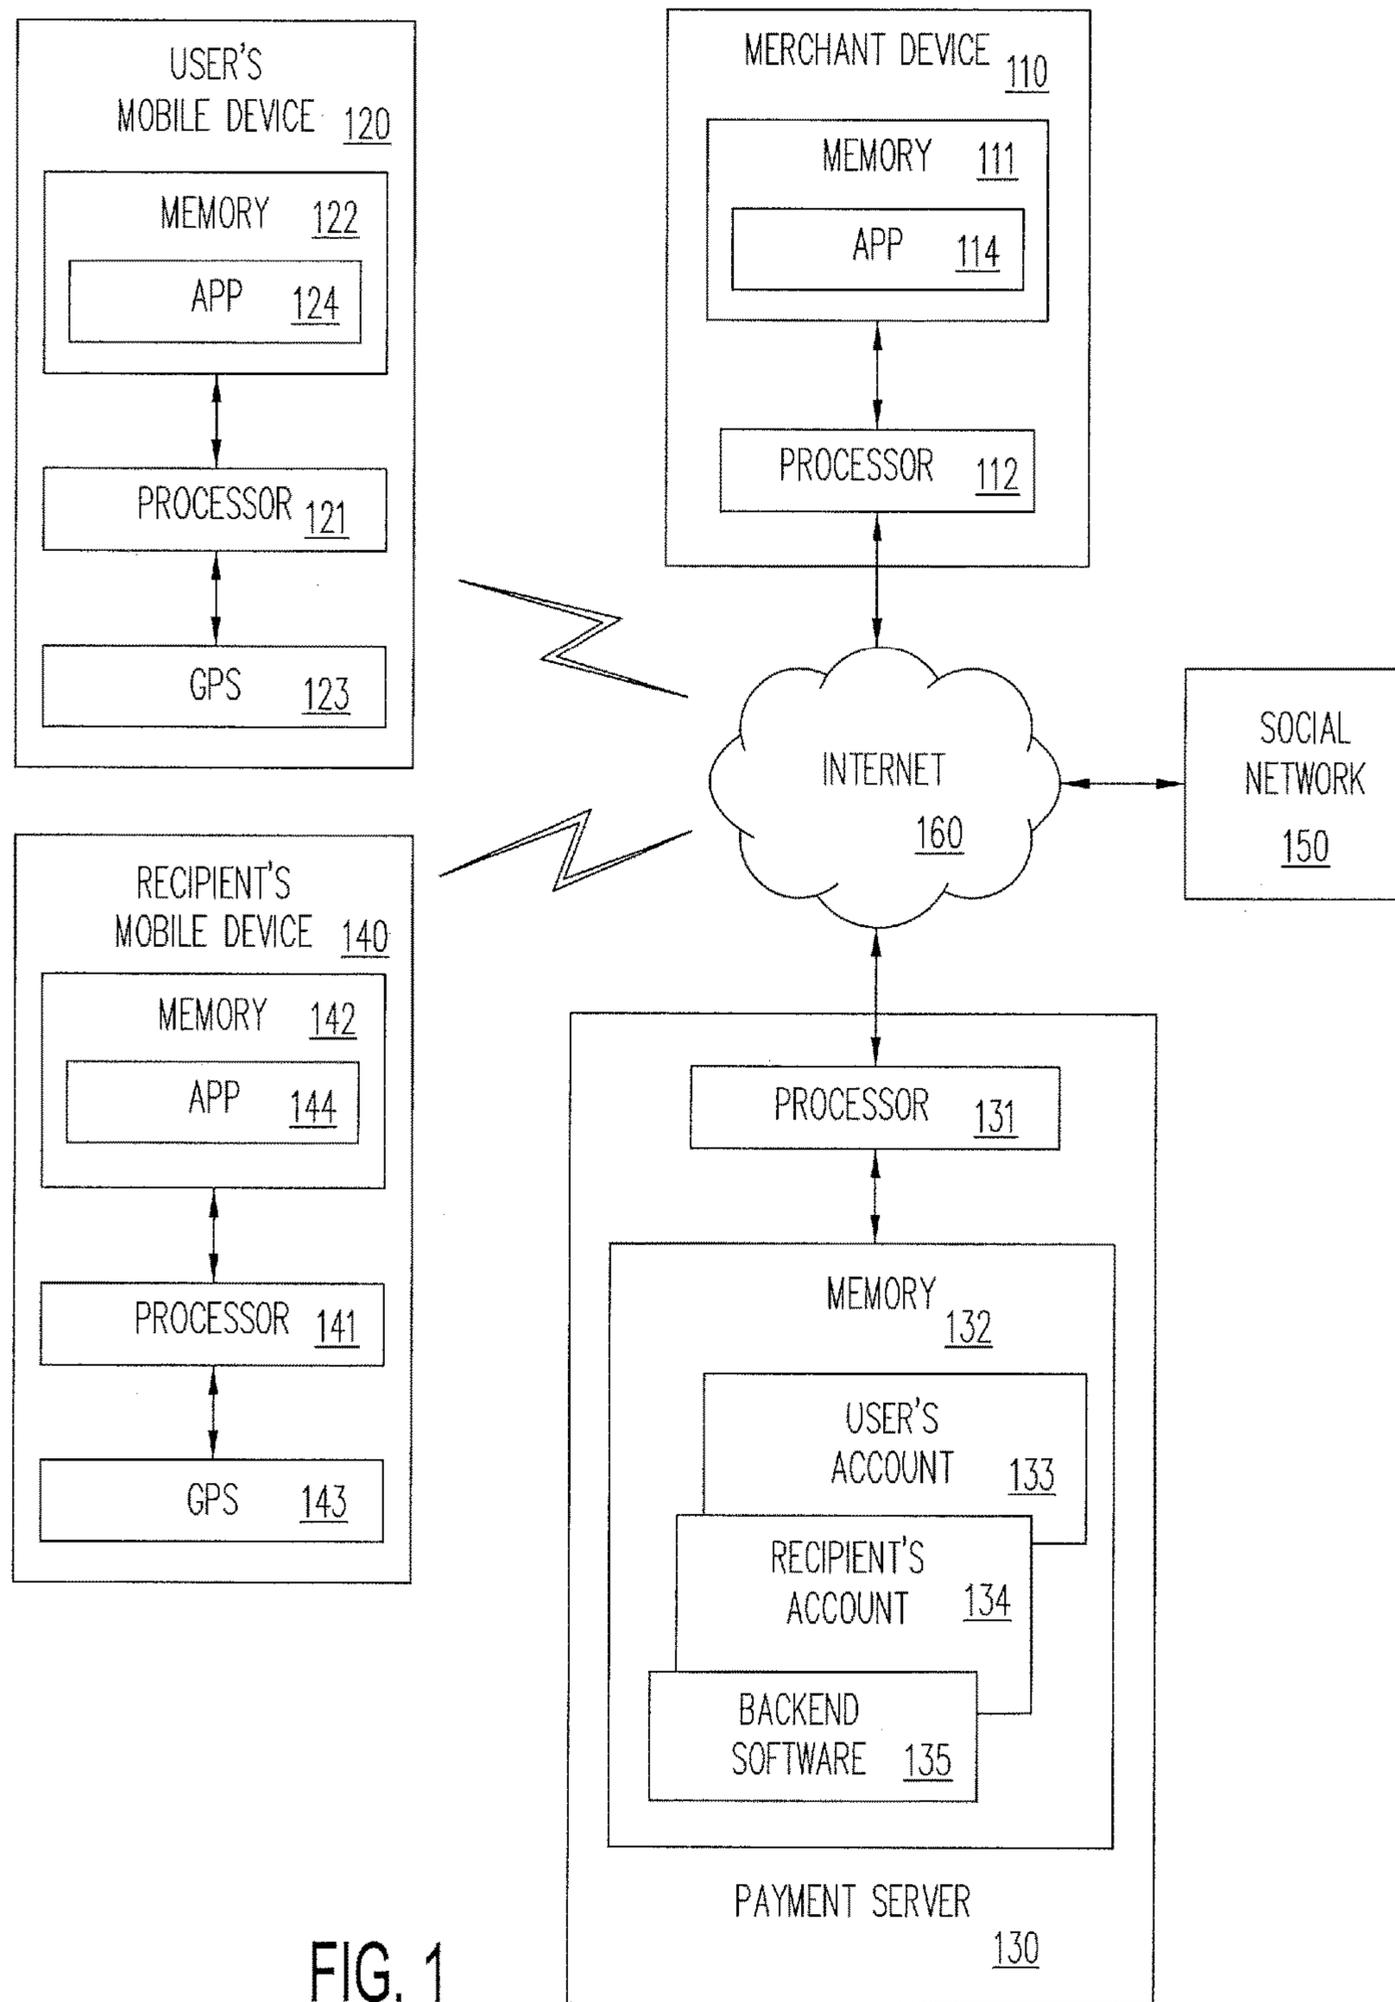 USER'S
MOBILE DEVICE 120
MEMORY 122
APP 124
PROCESSOR 121
GPS 123
MERCHANT DEVICE 110
MEMORY 111
APP 114
PROCESSOR 112
INTERNET
160
SOCIAL
NETWORK
150
RECIPIENT'S
MOBILE DEVICE 140
MEMORY 142
APP 144
PROCESSOR 141
GPS 143
PROCESSOR 131
MEMORY 132
USER'S
ACCOUNT 133
RECIPIENT'S
ACCOUNT 134
BACKEND
SOFTWARE 135
PAYMENT SERVER
130
FIG. 1